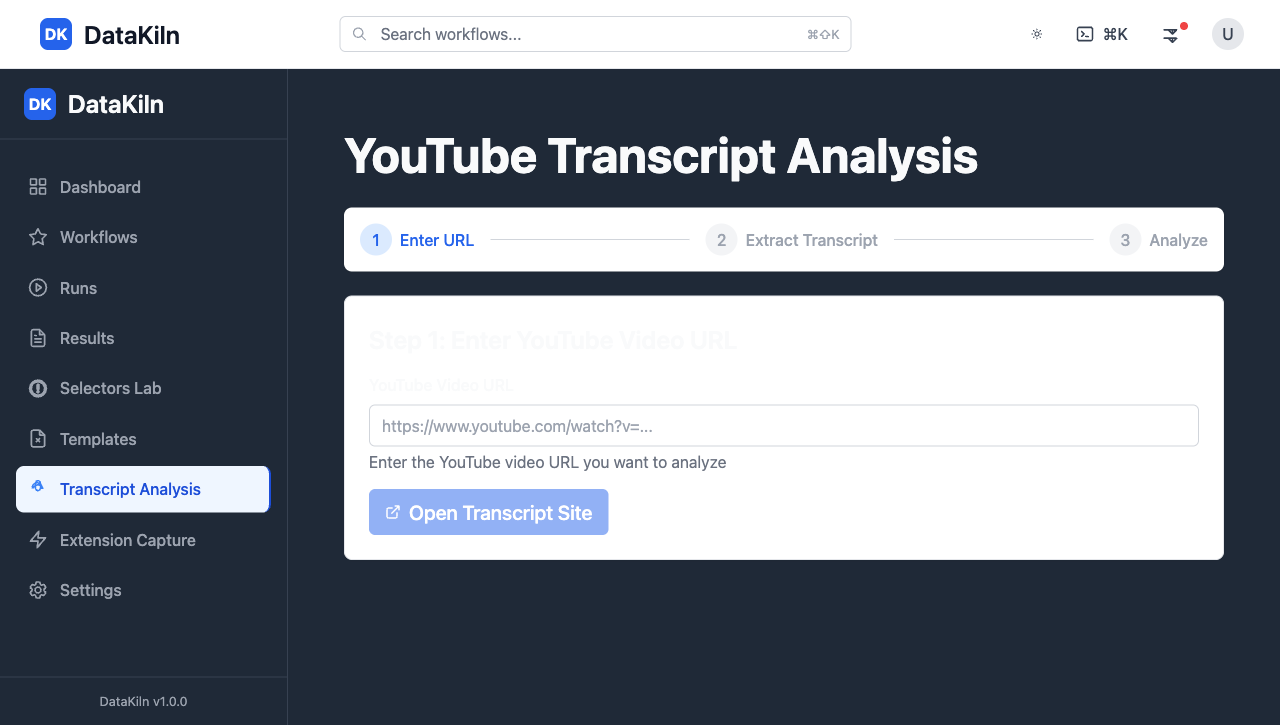 DK DataKiln
Search workflows...
⌘⇧K
⌘K
U
DK DataKiln
Dashboard
Workflows
Runs
Results
Selectors Lab
Templates
Transcript Analysis
Extension Capture
Settings
DataKiln v1.0.0
YouTube Transcript Analysis
1 Enter URL
2 Extract Transcript
3 Analyze
Step 1: Enter YouTube Video URL
YouTube Video URL
https://www.youtube.com/watch?v=...
Enter the YouTube video URL you want to analyze
Open Transcript Site